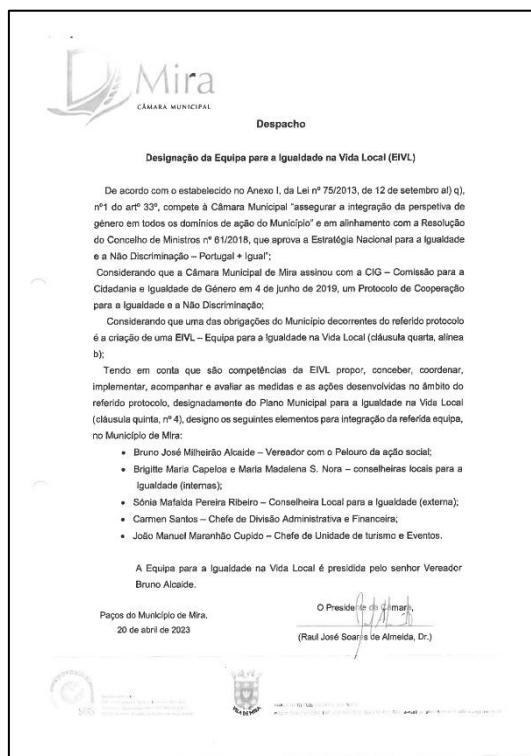 Mira
CÂMARA MUNICIPAL
Despacho
Designação da Equipa para a Igualdade na Vida Local (EIVL)
De acordo com o estabelecido no Anexo I, da Lei nº 75/2013, de 12 de setembro al) q),
nº1 do artº 33º, compete à Câmara Municipal "assegurar a integração da perspetiva de
género em todos os domínios de ação do Município" e em alinhamento com a Resolução
do Concelho de Ministros nº 61/2018, que aprova a Estratégia Nacional para a Igualdade
e a Não Discriminação – Portugal + Igual";
Considerando que a Câmara Municipal de Mira assinou com a CIG – Comissão para a
Cidadania e Igualdade de Género em 4 de junho de 2019, um Protocolo de Cooperação
para a Igualdade e a Não Discriminação;
Considerando que uma das obrigações do Município decorrentes do referido protocolo
é a criação de uma EIVL – Equipa para a Igualdade na Vida Local (cláusula quarta, alínea
b);
Tendo em conta que são competências da EIVL propor, conceber, coordenar,
implementar, acompanhar e avaliar as medidas e as ações desenvolvidas no âmbito do
referido protocolo, designadamente do Plano Municipal para a Igualdade na Vida Local
(cláusula quinta, nº 4), designo os seguintes elementos para integração da referida equipa,
no Município de Mira:
• Bruno José Milheirão Alcaide – Vereador com o Pelouro da ação social;
• Brigitte Maria Capeloa e Maria Madalena S. Nora – conselheiras locais para a
Igualdade (internas);
• Sónia Mafalda Pereira Ribeiro – Conselheira Local para a Igualdade (externa);
• Carmen Santos – Chefe de Divisão Administrativa e Financeira;
• João Manuel Maranhão Cupido – Chefe de Unidade de turismo e Eventos.
A Equipa para a Igualdade na Vida Local é presidida pelo senhor Vereador
Bruno Alcaide.
Paços do Município de Mira,
20 de abril de 2023
O Presidente da Câmara,
(Raul José Soares de Almeida, Dr.)
SGS
VILA DE MIRA